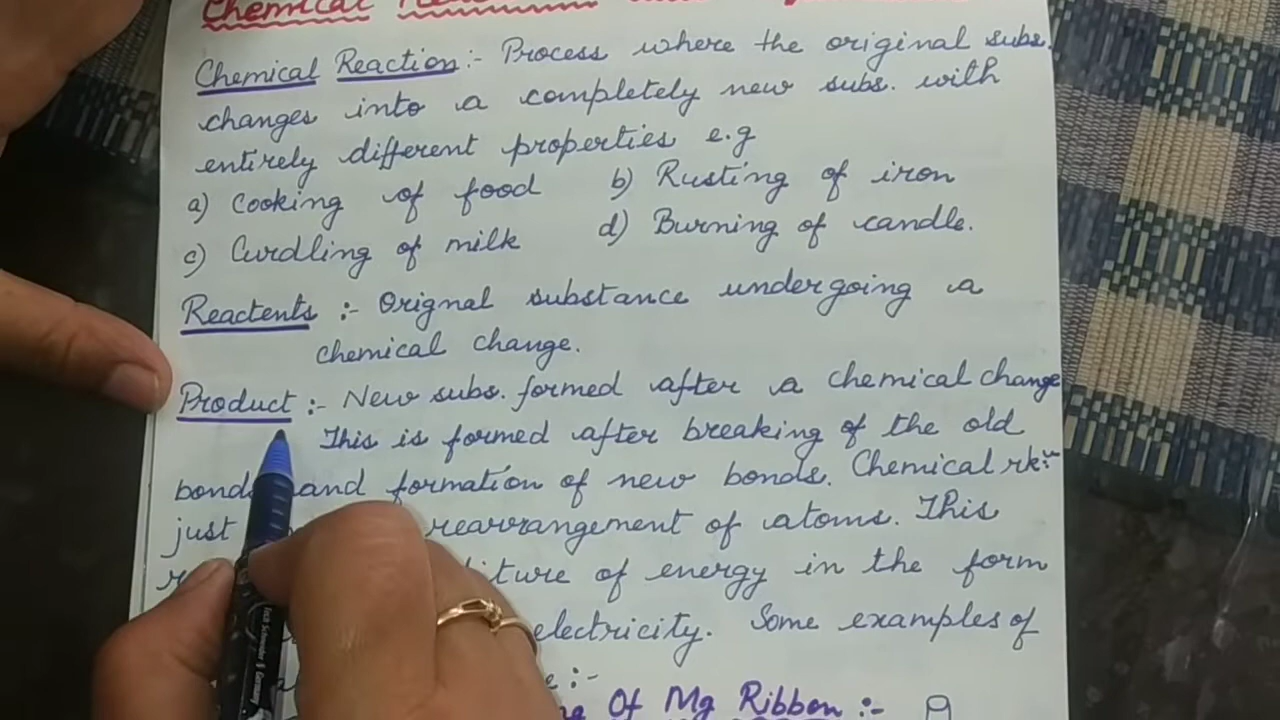 Chemical
Chemical Reaction :- Process where the original subs.
changes into a completely new subs. with
entirely different properties e.g
a) Cooking of food b) Rusting of iron
c) Curdling of milk d) Burning of candle.
Reactents :- Orignal substance undergoing a
chemical change.
Product :- New subs. formed after a chemical change
This is formed after breaking of the old
and formation of new bonds. Chemical
just rearrangement of atoms. This
of energy in the form
electricity. Some examples of
Of Mg Ribbon :-